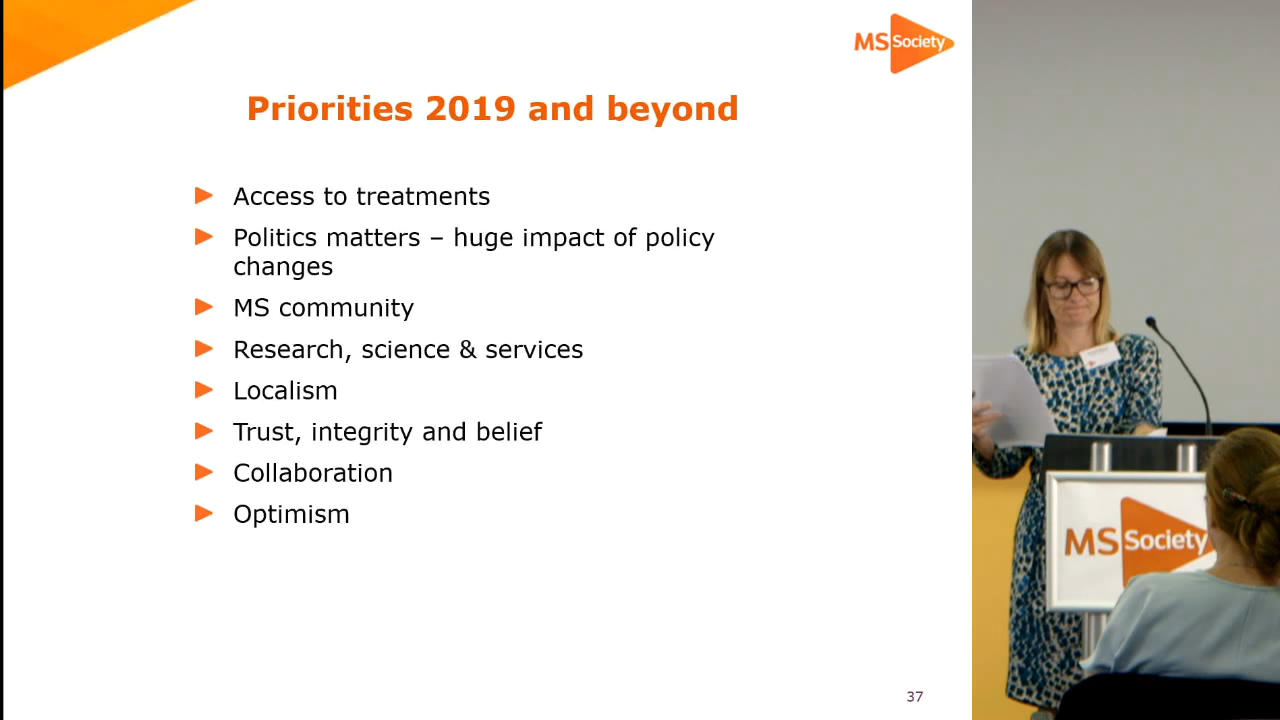 MS Society
Priorities 2019 and beyond
Access to treatments
Politics matters – huge impact of policy
changes
MS community
Research, science & services
Localism
Trust, integrity and belief
Collaboration
Optimism
37
MS Society